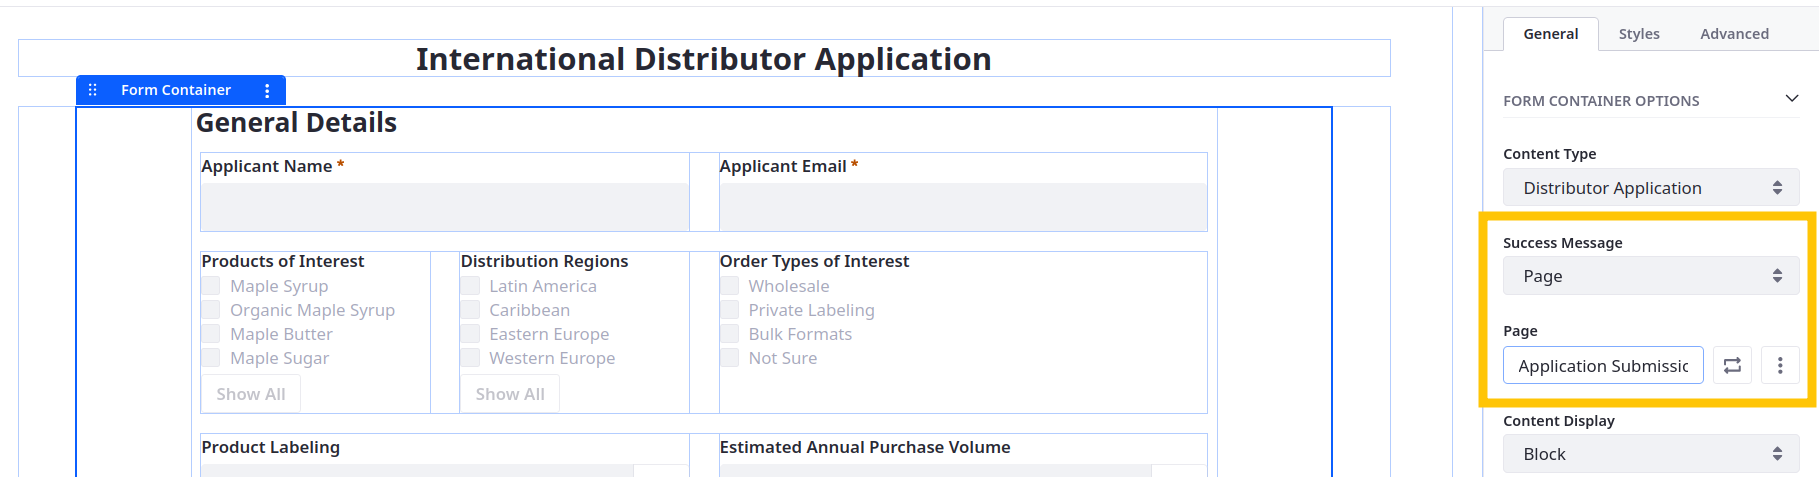 International Distributor Application
Form Container
General Details
Applicant Name *
Applicant Email *
Products of Interest
Maple Syrup
Organic Maple Syrup
Maple Butter
Maple Sugar
Show All
Distribution Regions
Latin America
Caribbean
Eastern Europe
Western Europe
Show All
Order Types of Interest
Wholesale
Private Labeling
Bulk Formats
Not Sure
Product Labeling
Estimated Annual Purchase Volume
General Styles Advanced
FORM CONTAINER OPTIONS
Content Type
Distributor Application
Success Message
Page
Page
Application Submissic
Content Display
Block